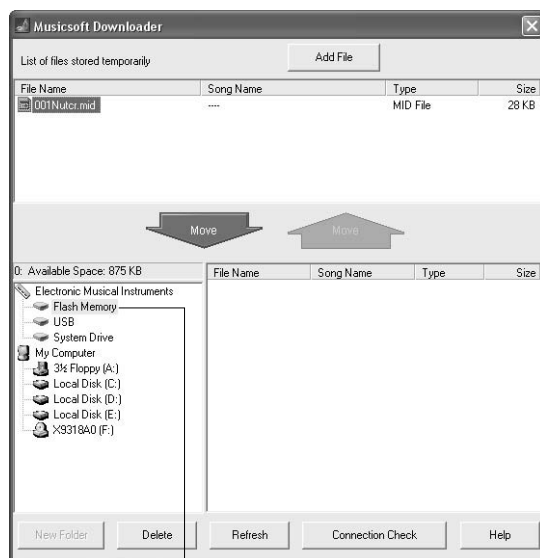 Musicsoft Downloader
List of files stored temporarily
Add File
File Name Song Name Type Size
001Nutcr.mid ---- MID File 28 KB
Move Move
0: Available Space: 875 KB
File Name Song Name Type Size
Electronic Musical Instruments
Flash Memory
USB
System Drive
My Computer
3½ Floppy (A:)
Local Disk (C:)
Local Disk (D:)
Local Disk (E:)
X9318A0 (F:)
New Folder Delete Refresh Connection Check Help